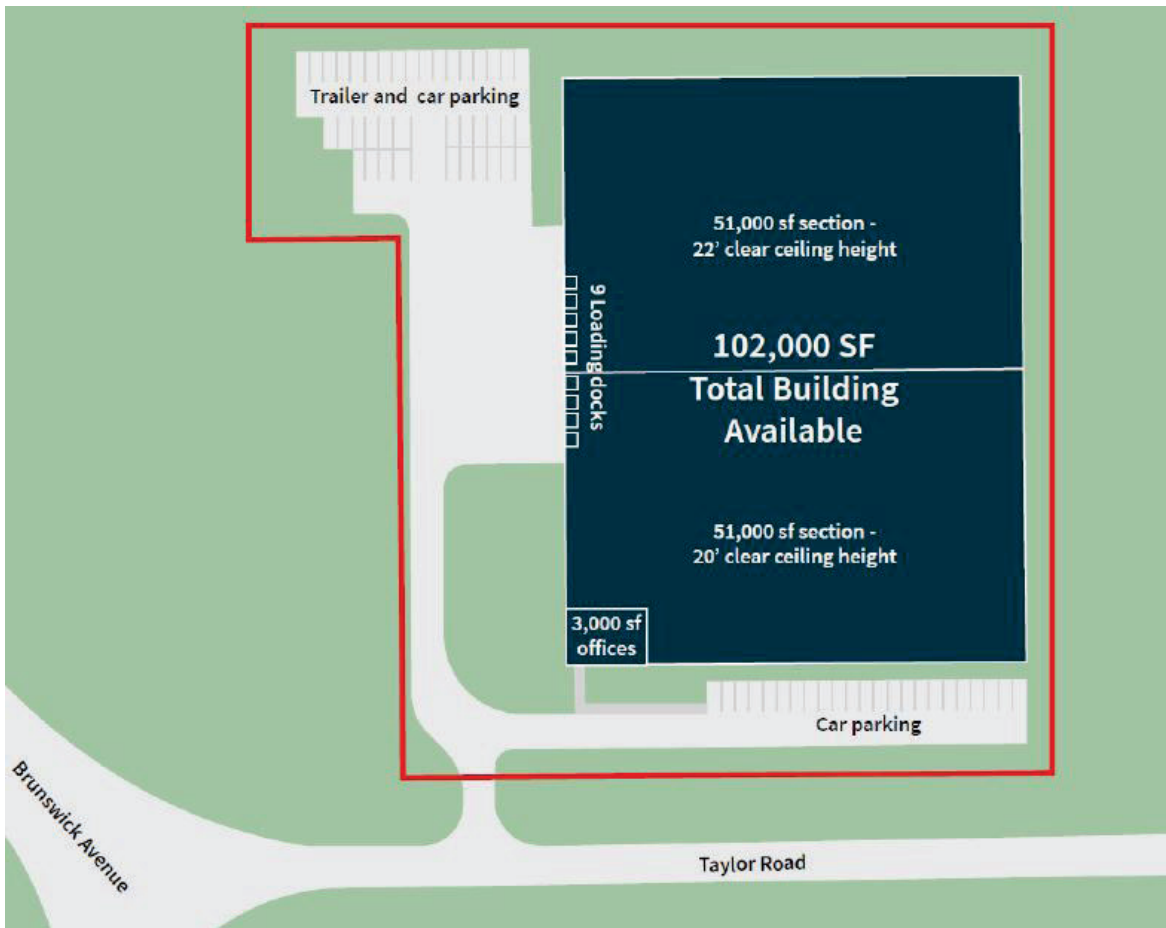 Trailer and car parking
51,000 sf section -
22' clear ceiling height
9 Loading docks
102,000 SF
Total Building
Available
51,000 sf section -
20' clear ceiling height
3,000 sf
offices
Car parking
Brunswick Avenue
Taylor Road